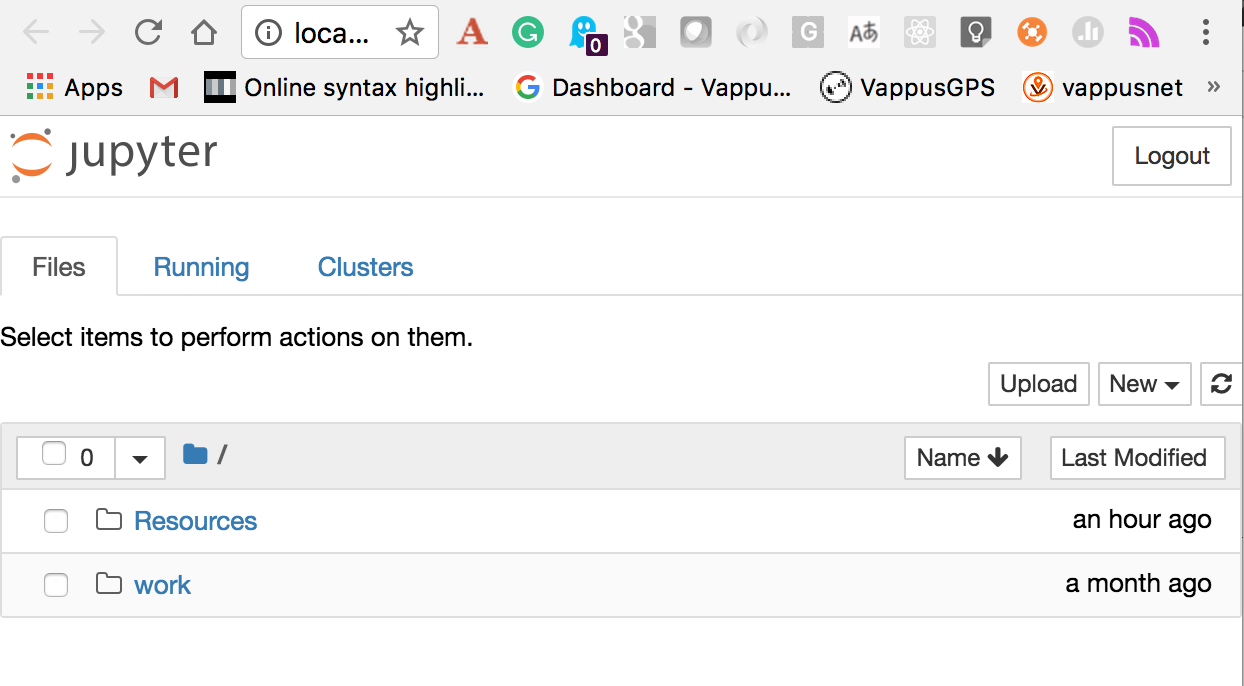 loca...
G
0
G
Aあ
Apps
Online syntax highli...
Dashboard - Vappu...
VappusGPS
vappusnet
»
jupyter
Logout
Files
Running
Clusters
Select items to perform actions on them.
Upload
New
0
/
Name
Last Modified
Resources
an hour ago
work
a month ago